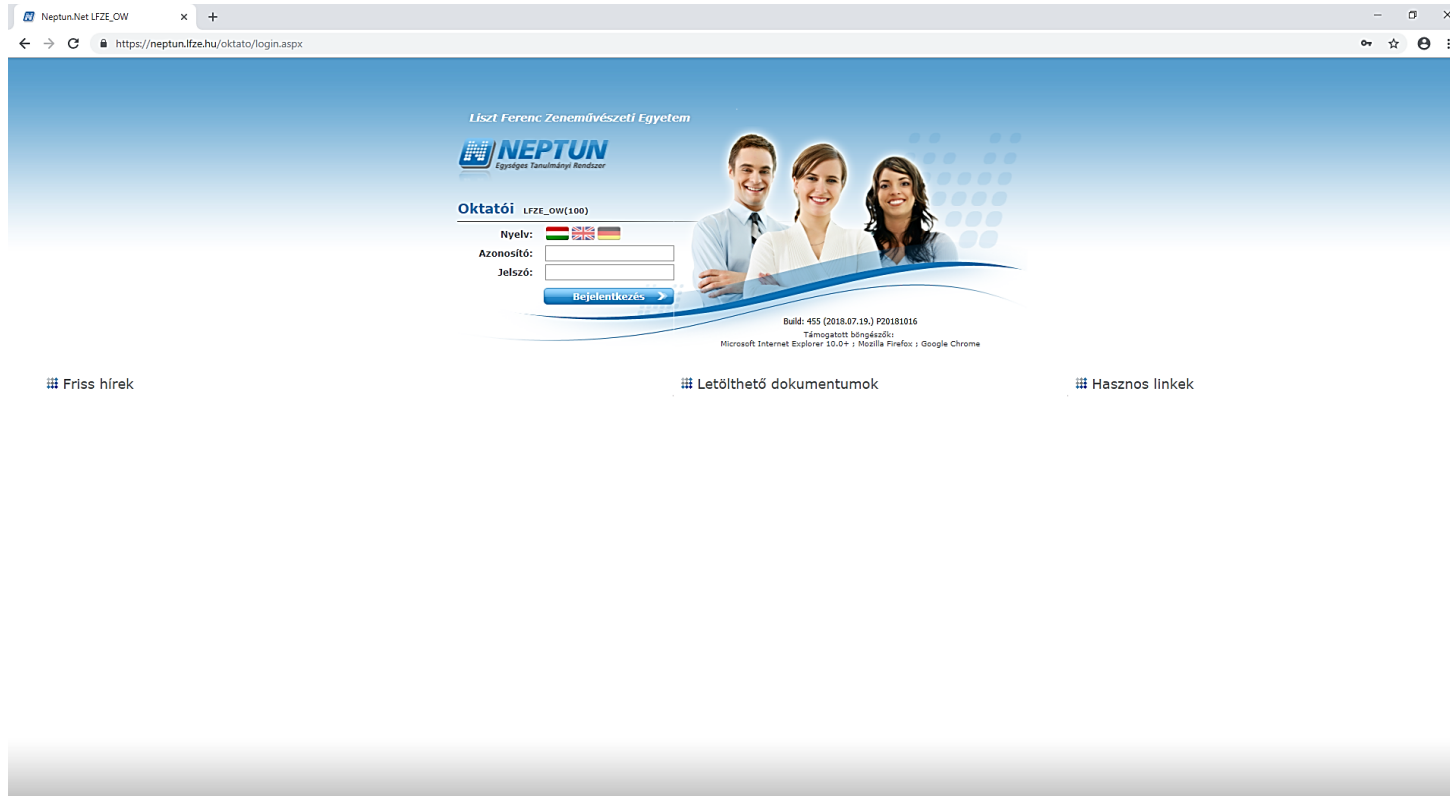 Neptun.Net LFZE_OW
https://neptun.lfze.hu/oktato/login.aspx
Liszt Ferenc Zeneművészeti Egyetem
NEPTUN
Egységes Tanulmányi Rendszer
Oktatói LFZE_OW(100)
Nyelv:
Azonosító:
Jelszó:
Bejelentkezés
Build: 455 (2018.07.19.) P20181016
Támogatott böngészők:
Microsoft Internet Explorer 10.0+ ; Mozilla Firefox ; Google Chrome
Friss hírek
Letölthető dokumentumok
Hasznos linkek